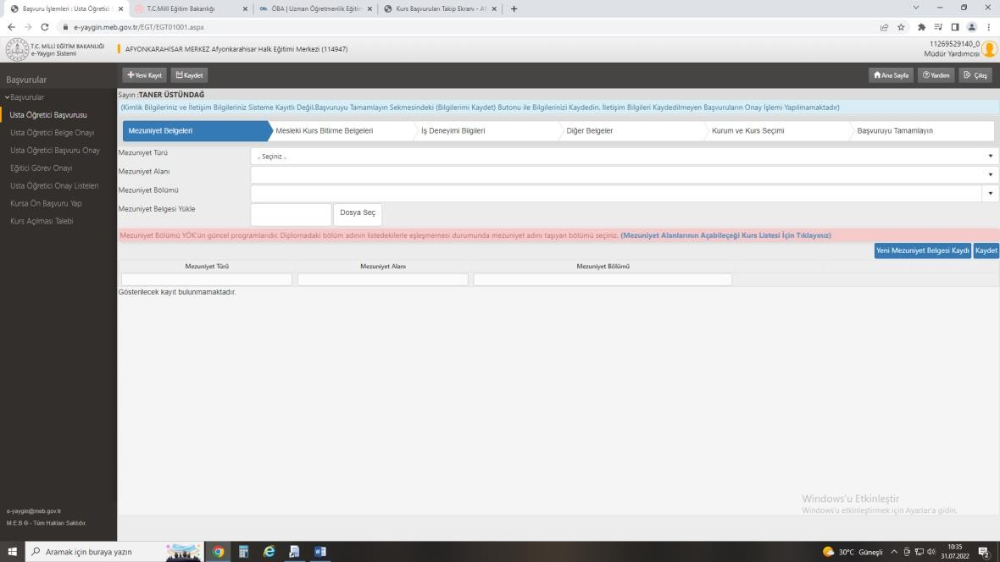 Başvuru İşlemleri : Usta Öğretici
T.C.Millî Eğitim Bakanlığı
ÖBA | Uzman Öğretmenlik Eğitim
Kurs Başvuruları Takip Ekranı - Af
e-yaygin.meb.gov.tr/EGT/EGT01001.aspx
T.C. MİLLİ EĞİTİM BAKANLIĞI
e-Yaygın Sistemi
AFYONKARAHİSAR MERKEZ Afyonkarahisar Halk Eğitimi Merkezi (114947)
11269529140_0
Müdür Yardımcısı
Başvurular
Yeni Kayıt
Kaydet
Ana Sayfa
Yardım
Çıkış
Başvurular
Usta Öğretici Başvurusu
Usta Öğretici Belge Onayı
Usta Öğretici Başvuru Onay
Eğitici Görev Onayı
Usta Öğretici Onay Listeleri
Kursa Ön Başvuru Yap
Kurs Açılması Talebi
Sayın :TANER ÜSTÜNDAĞ
(Kimlik Bilgileriniz ve İletişim Bilgileriniz Sisteme Kayıtlı Değil.Başvuruyu Tamamlayın Sekmesindeki (Bilgilerimi Kaydet) Butonu ile Bilgilerinizi Kaydedin. İletişim Bilgileri Kaydedilmeyen Başvuruların Onay İşlemi Yapılmamaktadır)
Mezuniyet Belgeleri
Mesleki Kurs Bitirme Belgeleri
İş Deneyimi Bilgileri
Diğer Belgeler
Kurum ve Kurs Seçimi
Başvuruyu Tamamlayın
Mezuniyet Türü
.. Seçiniz ..
Mezuniyet Alanı
Mezuniyet Bölümü
Mezuniyet Belgesi Yükle
Dosya Seç
Mezuniyet Bölümü YÖK'ün güncel programlarıdır. Diplomadaki bölüm adının listedekilerle eşleşmemesi durumunda mezuniyet adını taşıyan bölümü seçiniz. (Mezuniyet Alanlarının Açabileceği Kurs Listesi İçin Tıklayınız)
Yeni Mezuniyet Belgesi Kaydı
Kaydet
Mezuniyet Türü
Mezuniyet Alanı
Mezuniyet Bölümü
Gösterilecek kayıt bulunmamaktadır.
Windows'u Etkinleştir
Windows'u etkinleştirmek için Ayarlar'a gidin.
e-yaygin@meb.gov.tr
M.E.B © - Tüm Hakları Saklıdır.
Aramak için buraya yazın
30°C Güneşli
10:35
31.07.2022
2